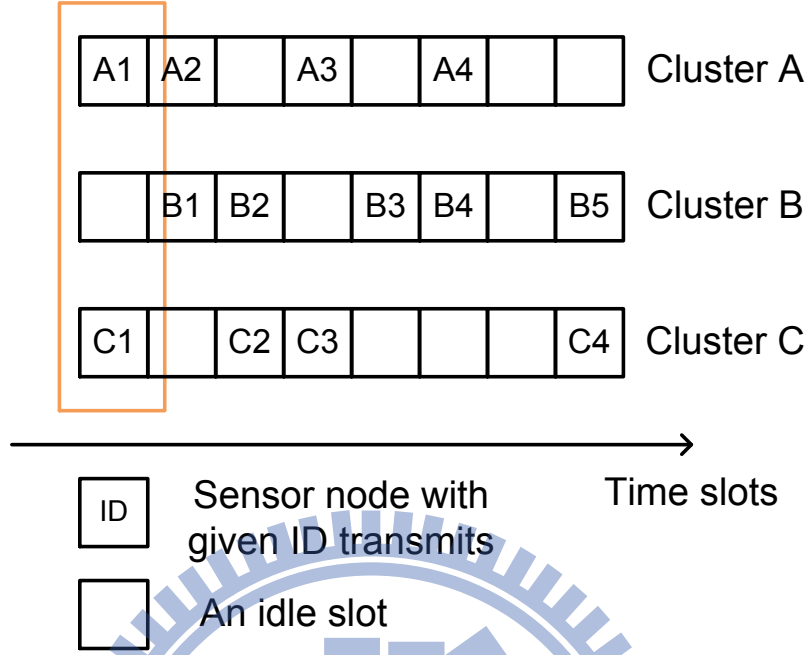 A1 A2 A3 A4 Cluster A
B1 B2 B3 B4 B5 Cluster B
C1 C2 C3 C4 Cluster C
Time slots
ID Sensor node with
given ID transmits
An idle slot